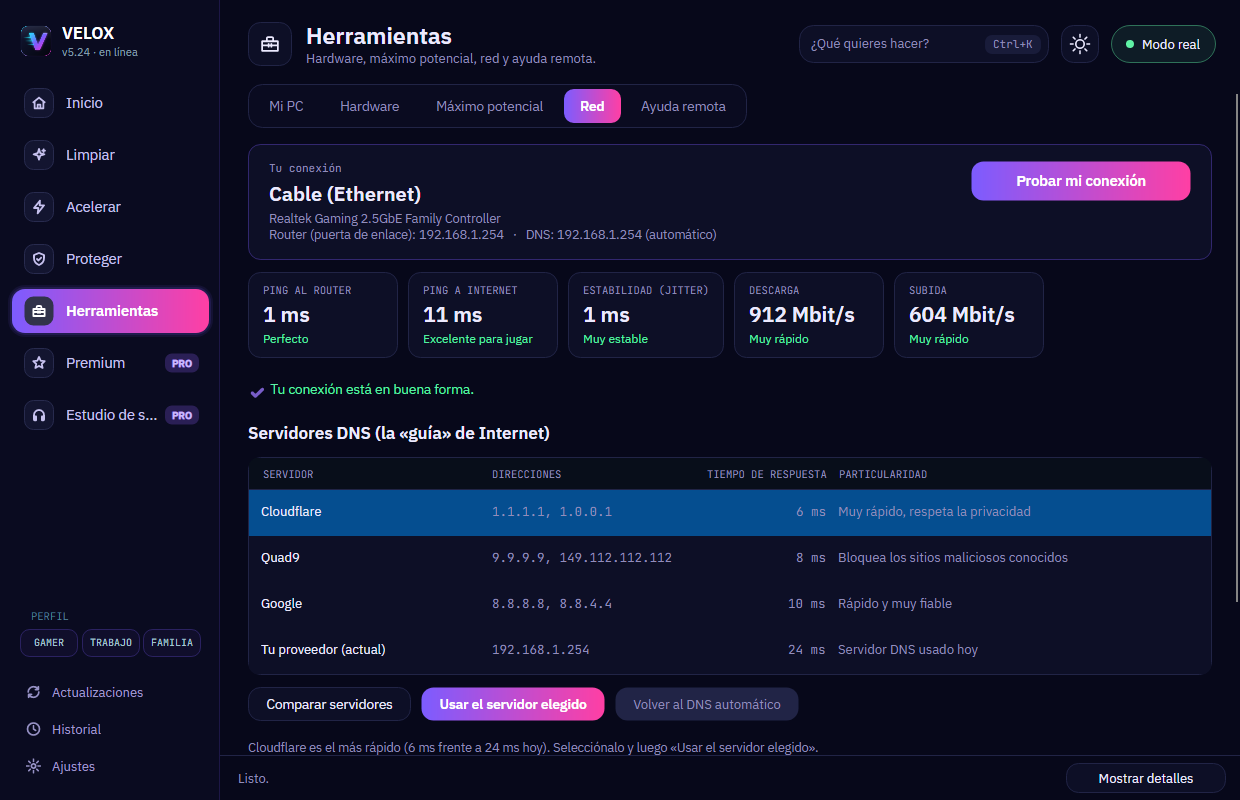 VELOX
v5.24 · en línea
Inicio
Limpiar
Acelerar
Proteger
Herramientas
Premium PRO
Estudio de s... PRO
PERFIL
GAMER TRABAJO FAMILIA
Actualizaciones
Historial
Ajustes
Herramientas
Hardware, máximo potencial, red y ayuda remota.
¿Qué quieres hacer? Ctrl+K
Modo real
Mi PC Hardware Máximo potencial Red Ayuda remota
Tu conexión
Cable (Ethernet)
Realtek Gaming 2.5GbE Family Controller
Router (puerta de enlace): 192.168.1.254 · DNS: 192.168.1.254 (automático)
Probar mi conexión
PING AL ROUTER
1 ms
Perfecto
PING A INTERNET
11 ms
Excelente para jugar
ESTABILIDAD (JITTER)
1 ms
Muy estable
DESCARGA
912 Mbit/s
Muy rápido
SUBIDA
604 Mbit/s
Muy rápido
Tu conexión está en buena forma.
Servidores DNS (la «guía» de Internet)
SERVIDOR DIRECCIONES TIEMPO DE RESPUESTA PARTICULARIDAD
Cloudflare 1.1.1.1, 1.0.0.1 6 ms Muy rápido, respeta la privacidad
Quad9 9.9.9.9, 149.112.112.112 8 ms Bloquea los sitios maliciosos conocidos
Google 8.8.8.8, 8.8.4.4 10 ms Rápido y muy fiable
Tu proveedor (actual) 192.168.1.254 24 ms Servidor DNS usado hoy
Comparar servidores Usar el servidor elegido Volver al DNS automático
Cloudflare es el más rápido (6 ms frente a 24 ms hoy). Selecciónalo y luego «Usar el servidor elegido».
Listo.
Mostrar detalles